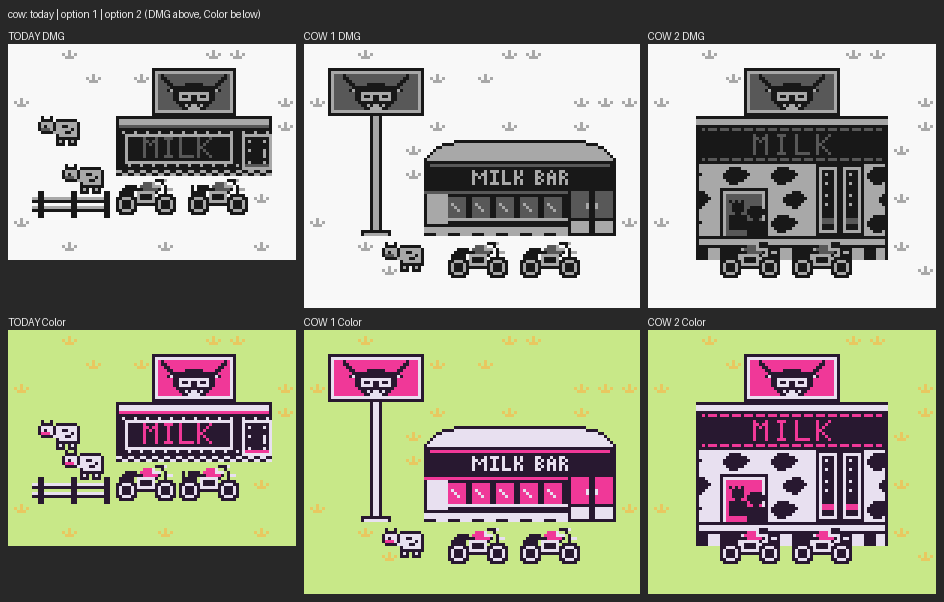 cow: today | option 1 | option 2 (DMG above, Color below)
TODAY DMG
COW 1 DMG
COW 2 DMG
MILK
MILK BAR
MILK
TODAY Color
COW 1 Color
COW 2 Color
MILK
MILK BAR
MILK